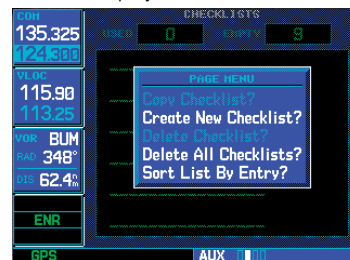 COM
135.325
124.300
VLOC
115.90
113.25
VOR BUM
RAD 348°
DIS 62.4nm
ENR
GPS
CHECKLISTS
USED 0 EMPTY 9
PAGE MENU
Copy Checklist?
Create New Checklist?
Delete Checklist?
Delete All Checklists?
Sort List By Entry?
AUX